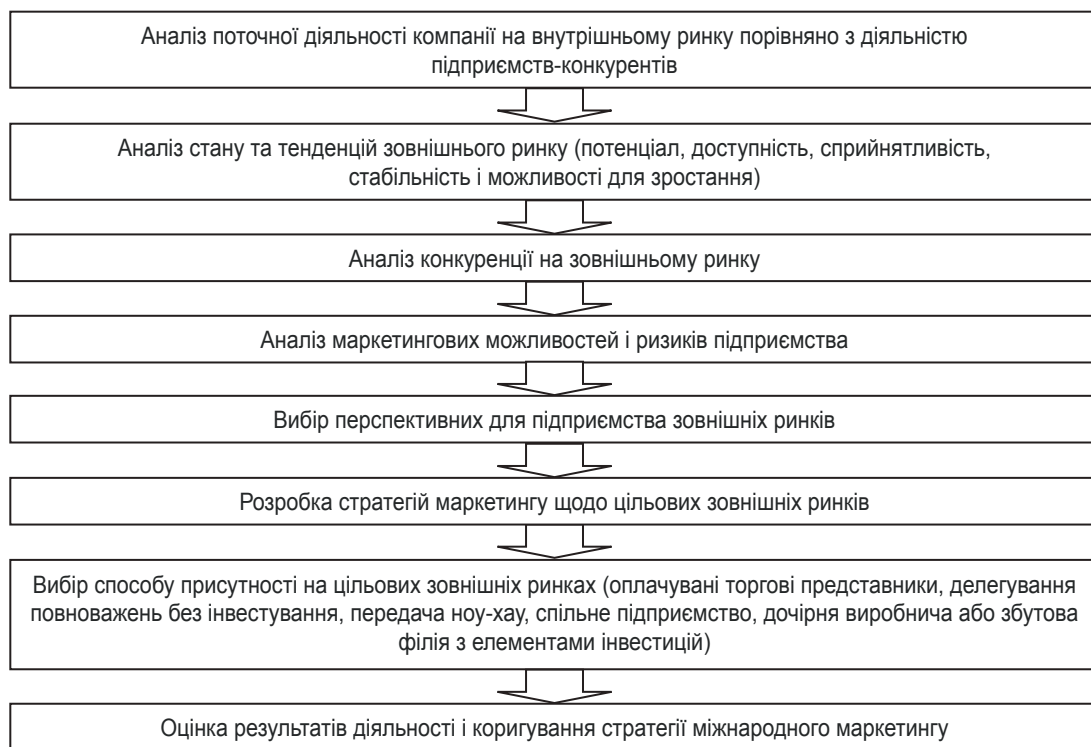 Аналіз поточної діяльності компанії на внутрішньому ринку порівняно з діяльністю
підприємств-конкурентів
Аналіз стану та тенденцій зовнішнього ринку (потенціал, доступність, сприйнятливість,
стабільність і можливості для зростання)
Аналіз конкуренції на зовнішньому ринку
Аналіз маркетингових можливостей і ризиків підприємства
Вибір перспективних для підприємства зовнішніх ринків
Розробка стратегій маркетингу щодо цільових зовнішніх ринків
Вибір способу присутності на цільових зовнішніх ринках (оплачувані торгові представники, делегування
повноважень без інвестування, передача ноу-хау, спільне підприємство, дочірня виробнича або збутова
філія з елементами інвестицій)
Оцінка результатів діяльності і коригування стратегії міжнародного маркетингу